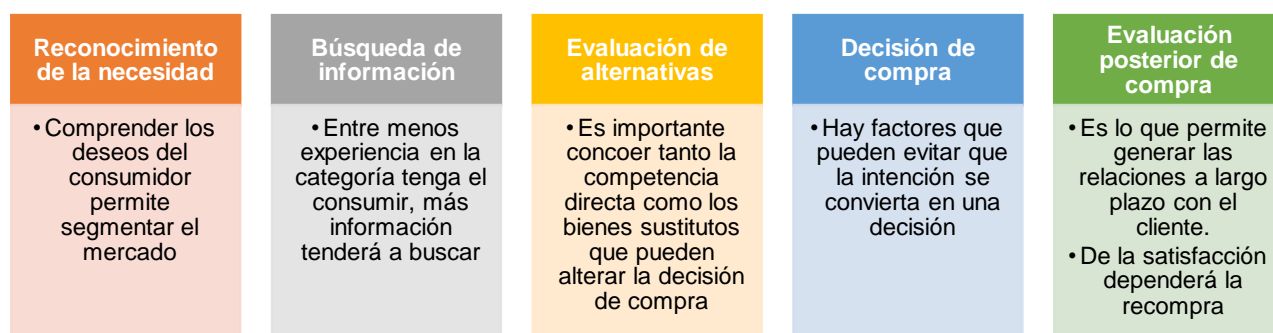 Reconocimiento
de la necesidad
• Comprender los
deseos del
consumidor
permite
segmentar el
mercado
Búsqueda de
información
• Entre menos
experiencia en la
categoría tenga el
consumir, más
información
tenderá a buscar
Evaluación de
alternativas
• Es importante
concoer tanto la
competencia
directa como los
bienes sustitutos
que pueden
alterar la decisión
de compra
Decisión de
compra
• Hay factores que
pueden evitar que
la intención se
convierta en una
decisión
Evaluación
posterior de
compra
• Es lo que permite
generar las
relaciones a largo
plazo con el
cliente.
• De la satisfacción
dependerá la
recompra